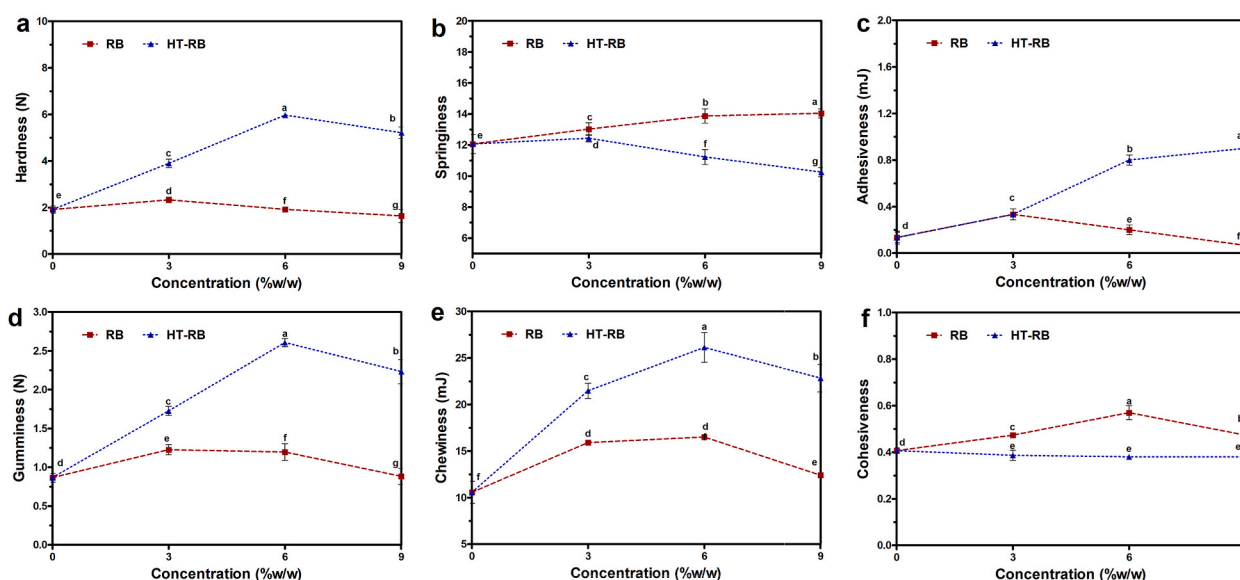 a
RB HT-RB
Hardness (N)
10
8
6
4
2
0
e
c
d
a
f
b
g
0 3 6 9
Concentration (%w/w)
b
RB HT-RB
Springiness
20
18
16
14
12
10
8
6
e
c
d
b
f
a
g
0 3 6 9
Concentration (%w/w)
c
RB HT-RB
Adhesiveness (mJ)
2.0
1.6
1.2
0.8
0.4
0.0
d
c
b
e
a
f
0 3 6
Concentration (%w/w)
d
RB HT-RB
Gumminess (N)
3.0
2.5
2.0
1.5
1.0
0.5
0.0
d
c
e
a
f
b
g
0 3 6 9
Concentration (%w/w)
e
RB HT-RB
Chewiness (mJ)
30
25
20
15
10
5
f
c
d
a
d
b
e
0 3 6 9
Concentration (%w/w)
f
RB HT-RB
Cohesiveness
1.0
0.8
0.6
0.4
0.2
0.0
d
c
e
a
e
e
0 3 6
Concentration (%w/w)